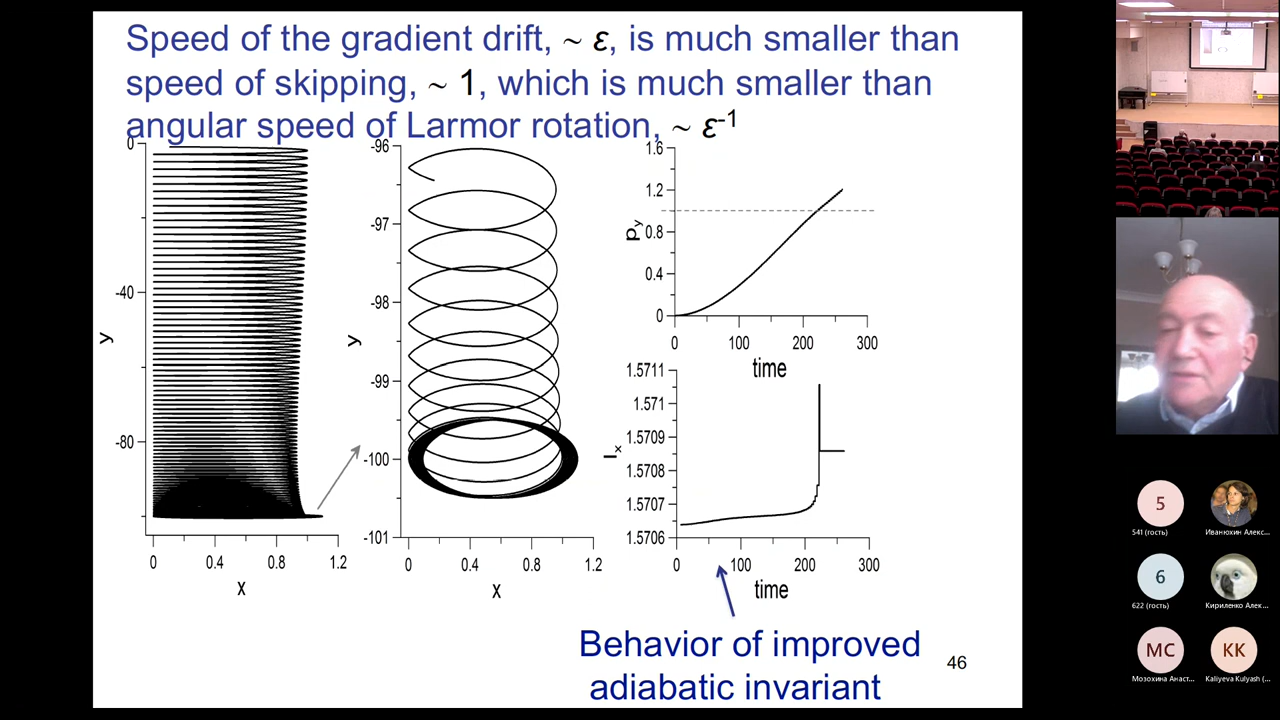 Speed of the gradient drift, ~ ε, is much smaller than
speed of skipping, ~ 1, which is much smaller than
angular speed of Larmor rotation, ~ ε⁻¹
0
-40
-80
y
0
0.4
0.8
1.2
x
-96
-97
-98
-99
-100
-101
y
0
0.4
0.8
1.2
x
1.6
1.2
0.8
0.4
0
p_y
0
100
200
300
time
1.5711
1.571
1.5709
1.5708
1.5707
1.5706
I_x
0
100
200
300
time
Behavior of improved
adiabatic invariant
46
5
541 (гость)
Иванюхин Алекс...
6
622 (гость)
Кириленко Алек...
МС
Мозохина Анаст...
KK
Kaliyeva Kulyash (...